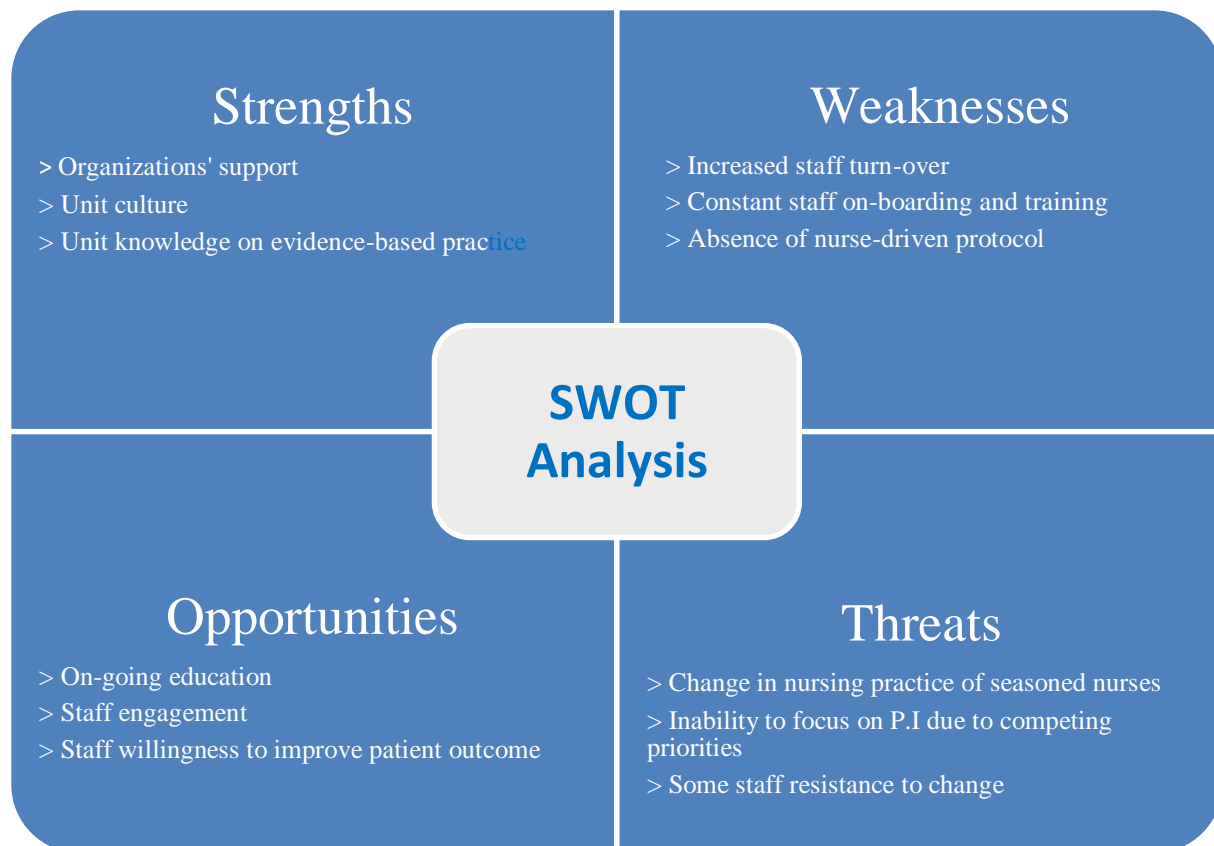 Strengths
> Organizations' support
> Unit culture
> Unit knowledge on evidence-based practice
Weaknesses
> Increased staff turn-over
> Constant staff on-boarding and training
> Absence of nurse-driven protocol
SWOT
Analysis
Opportunities
> On-going education
> Staff engagement
> Staff willingness to improve patient outcome
Threats
> Change in nursing practice of seasoned nurses
> Inability to focus on P.I due to competing
priorities
> Some staff resistance to change